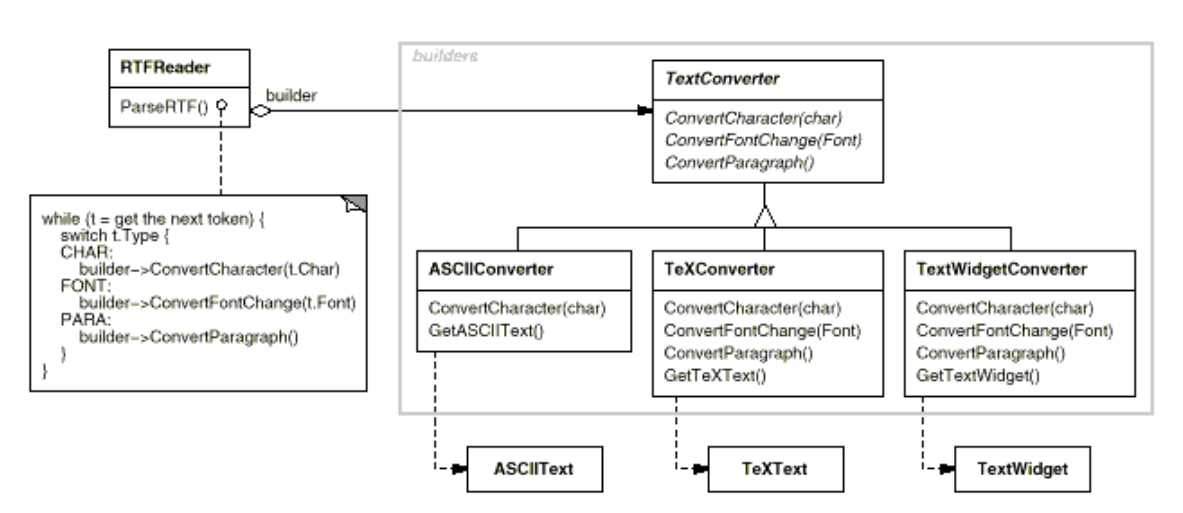 builders
RTFReader
ParseRTF()
builder
TextConverter
ConvertCharacter(char)
ConvertFontChange(Font)
ConvertParagraph()
while (t = get the next token) {
switch t.Type {
CHAR:
builder->ConvertCharacter(t.Char)
FONT:
builder->ConvertFontChange(t.Font)
PARA:
builder->ConvertParagraph()
}
}
ASCIIConverter
ConvertCharacter(char)
GetASCIIText()
TeXConverter
ConvertCharacter(char)
ConvertFontChange(Font)
ConvertParagraph()
GetTeXText()
TextWidgetConverter
ConvertCharacter(char)
ConvertFontChange(Font)
ConvertParagraph()
GetTextWidget()
ASCIIText
TeXText
TextWidget